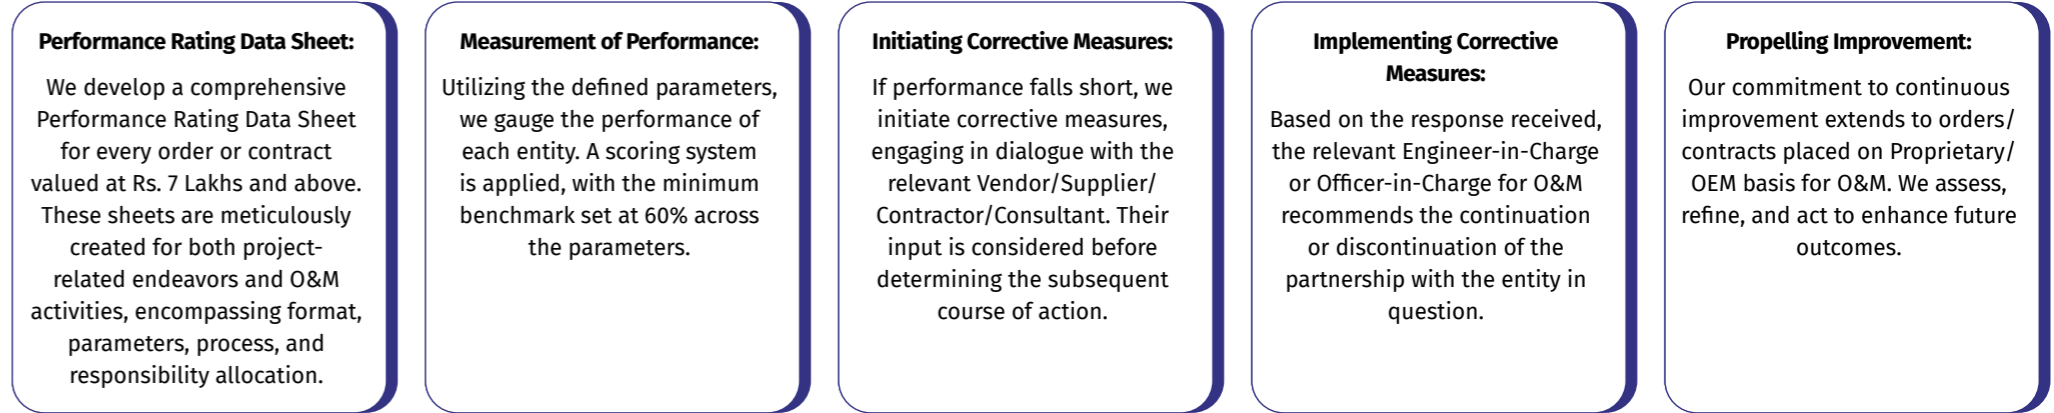 Performance Rating Data Sheet:
We develop a comprehensive
Performance Rating Data Sheet
for every order or contract
valued at Rs. 7 Lakhs and above.
These sheets are meticulously
created for both project-
related endeavors and O&M
activities, encompassing format,
parameters, process, and
responsibility allocation.
Measurement of Performance:
Utilizing the defined parameters,
we gauge the performance of
each entity. A scoring system
is applied, with the minimum
benchmark set at 60% across
the parameters.
Initiating Corrective Measures:
If performance falls short, we
initiate corrective measures,
engaging in dialogue with the
relevant Vendor/Supplier/
Contractor/Consultant. Their
input is considered before
determining the subsequent
course of action.
Implementing Corrective
Measures:
Based on the response received,
the relevant Engineer-in-Charge
or Officer-in-Charge for O&M
recommends the continuation
or discontinuation of the
partnership with the entity in
question.
Propelling Improvement:
Our commitment to continuous
improvement extends to orders/
contracts placed on Proprietary/
OEM basis for O&M. We assess,
refine, and act to enhance future
outcomes.